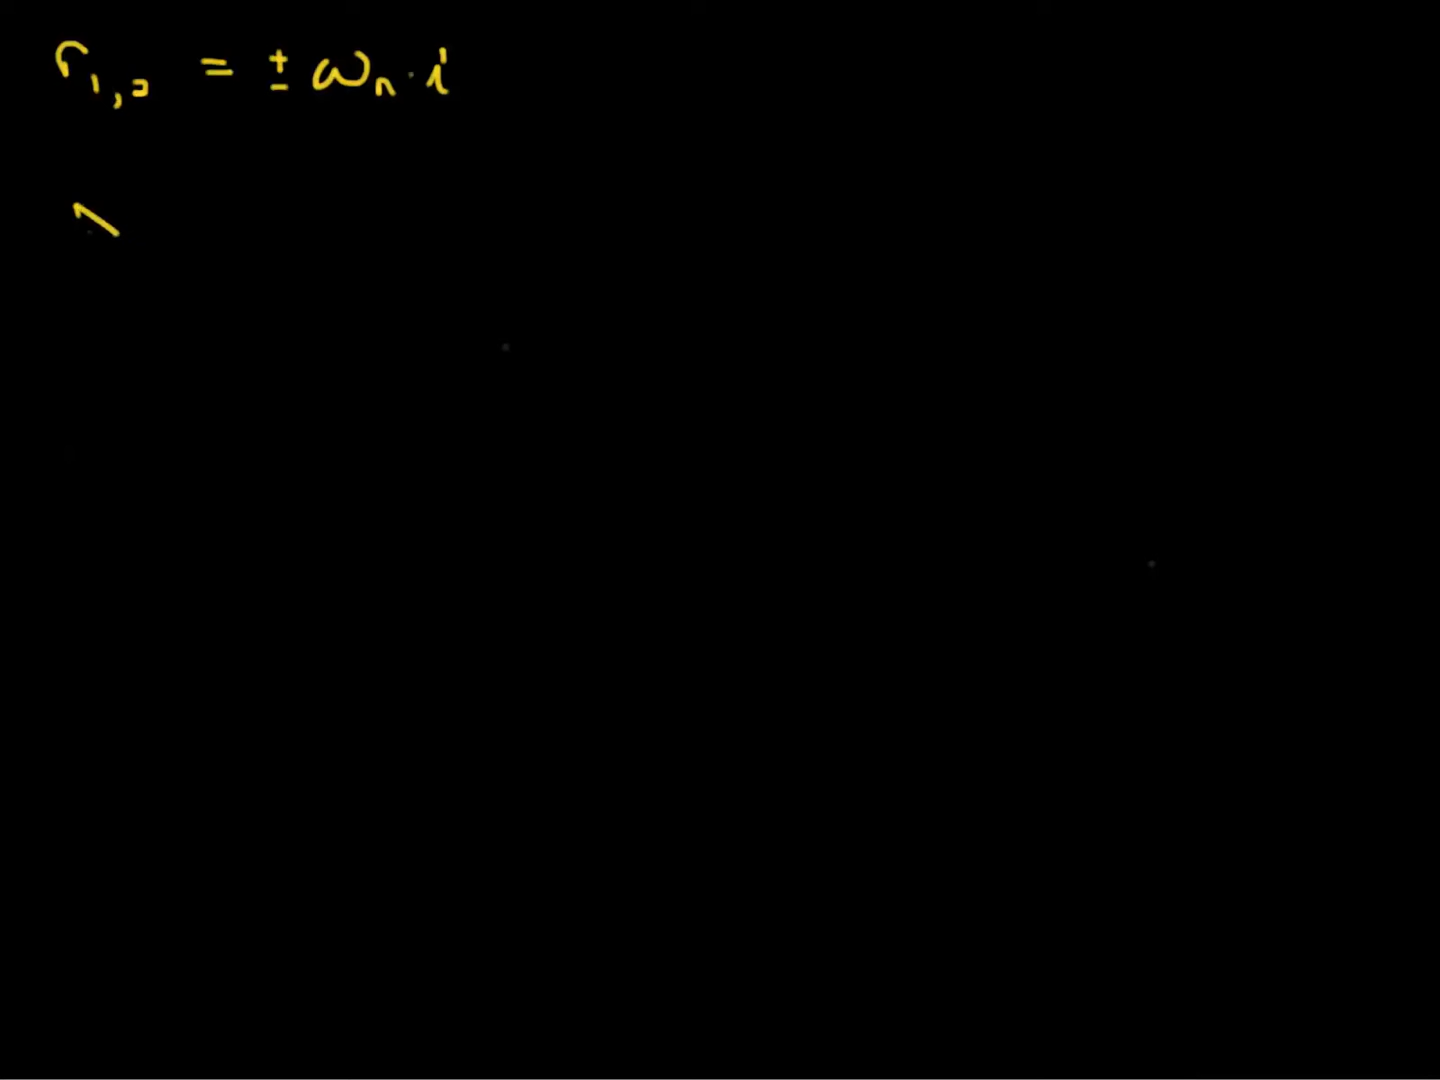 r₁,₂ = ± ωₙ · i